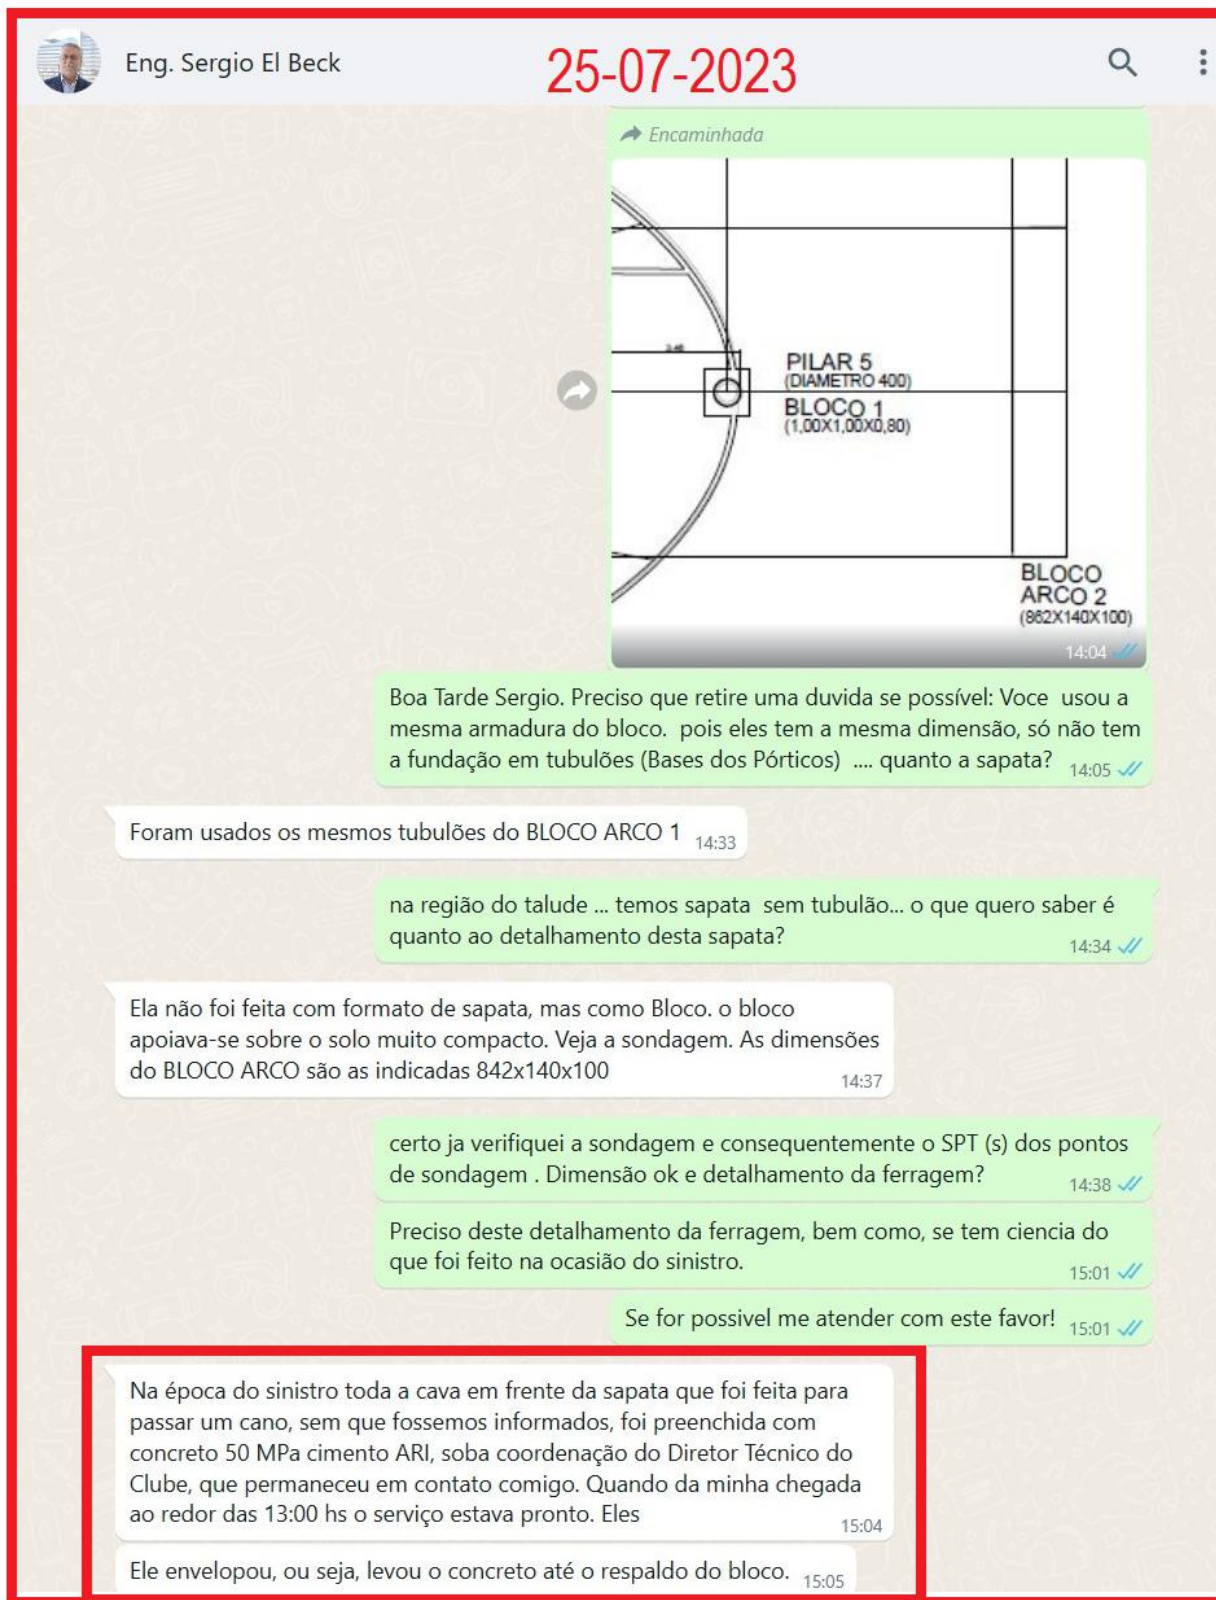 Eng. Sergio El Beck
25-07-2023
Encaminhada
3.48
PILAR 5
(DIAMETRO 400)
BLOCO 1
(1,00X1,00X0,80)
BLOCO
ARCO 2
(862X140X100)
14:04
Boa Tarde Sergio. Preciso que retire uma duvida se possível: Voce usou a
mesma armadura do bloco. pois eles tem a mesma dimensão, só não tem
a fundação em tubulões (Bases dos Pórticos) .... quanto a sapata? 14:05
Foram usados os mesmos tubulões do BLOCO ARCO 1 14:33
na região do talude ... temos sapata sem tubulão... o que quero saber é
quanto ao detalhamento desta sapata? 14:34
Ela não foi feita com formato de sapata, mas como Bloco. o bloco
apoiava-se sobre o solo muito compacto. Veja a sondagem. As dimensões
do BLOCO ARCO são as indicadas 842x140x100 14:37
certo ja verifiquei a sondagem e consequentemente o SPT (s) dos pontos
de sondagem . Dimensão ok e detalhamento da ferragem? 14:38
Preciso deste detalhamento da ferragem, bem como, se tem ciencia do
que foi feito na ocasião do sinistro. 15:01
Se for possivel me atender com este favor! 15:01
Na época do sinistro toda a cava em frente da sapata que foi feita para
passar um cano, sem que fossemos informados, foi preenchida com
concreto 50 MPa cimento ARI, soba coordenação do Diretor Técnico do
Clube, que permaneceu em contato comigo. Quando da minha chegada
ao redor das 13:00 hs o serviço estava pronto. Eles 15:04
Ele envelopou, ou seja, levou o concreto até o respaldo do bloco. 15:05